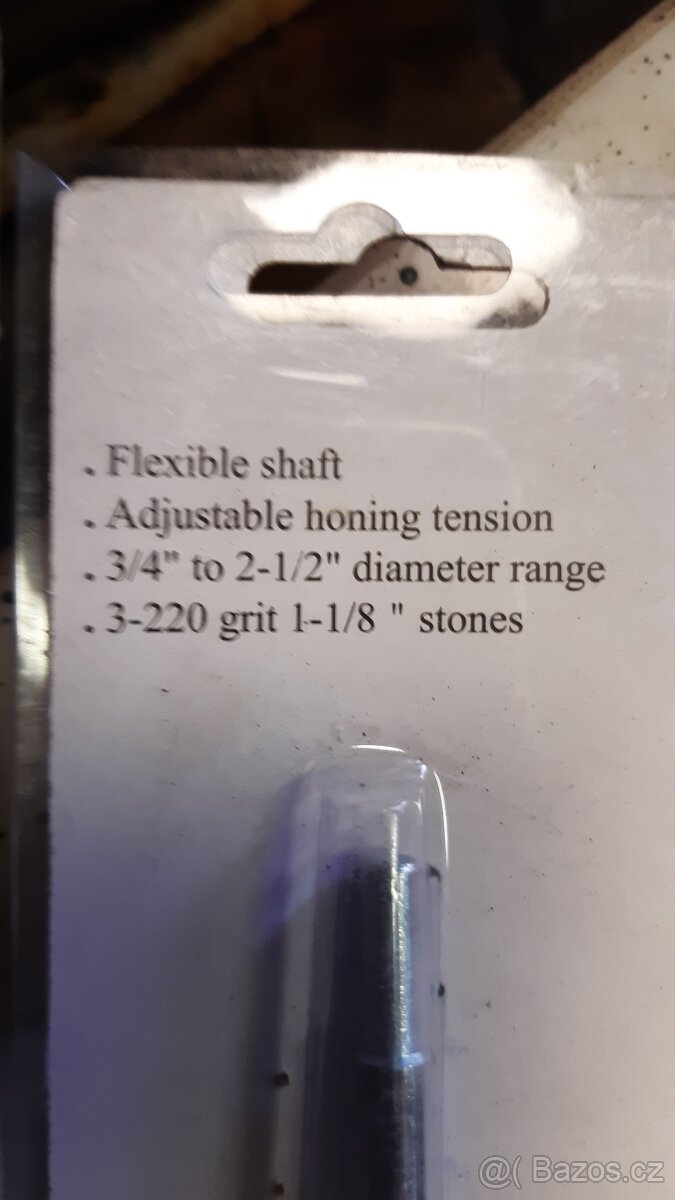 . Flexible shaft
. Adjustable honing tension
. 3/4" to 2-1/2" diameter range
. 3-220 grit 1-1/8 " stones
@( Bazos.cz